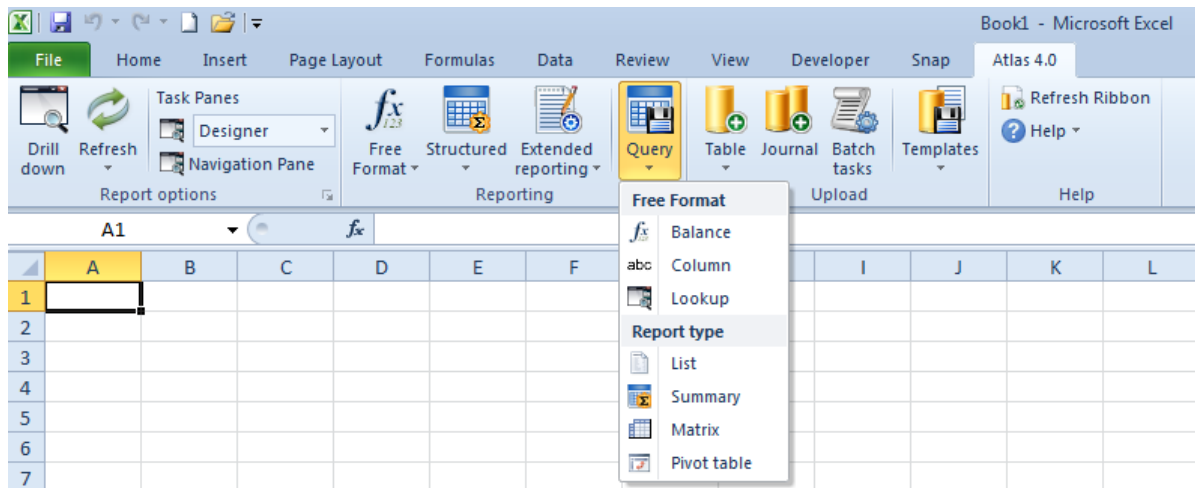 Book1 - Microsoft Excel
File Home Insert Page Layout Formulas Data Review View Developer Snap Atlas 4.0
Drill down
Refresh
Task Panes
Designer
Navigation Pane
Report options
Free Format
Structured
Extended reporting
Reporting
Query
Table
Journal
Batch tasks
Upload
Templates
Refresh Ribbon
Help
Help
A1 fx
A B C D E F I J K L
1
2
3
4
5
6
7
Free Format
fx Balance
abc Column
Lookup
Report type
List
Summary
Matrix
Pivot table